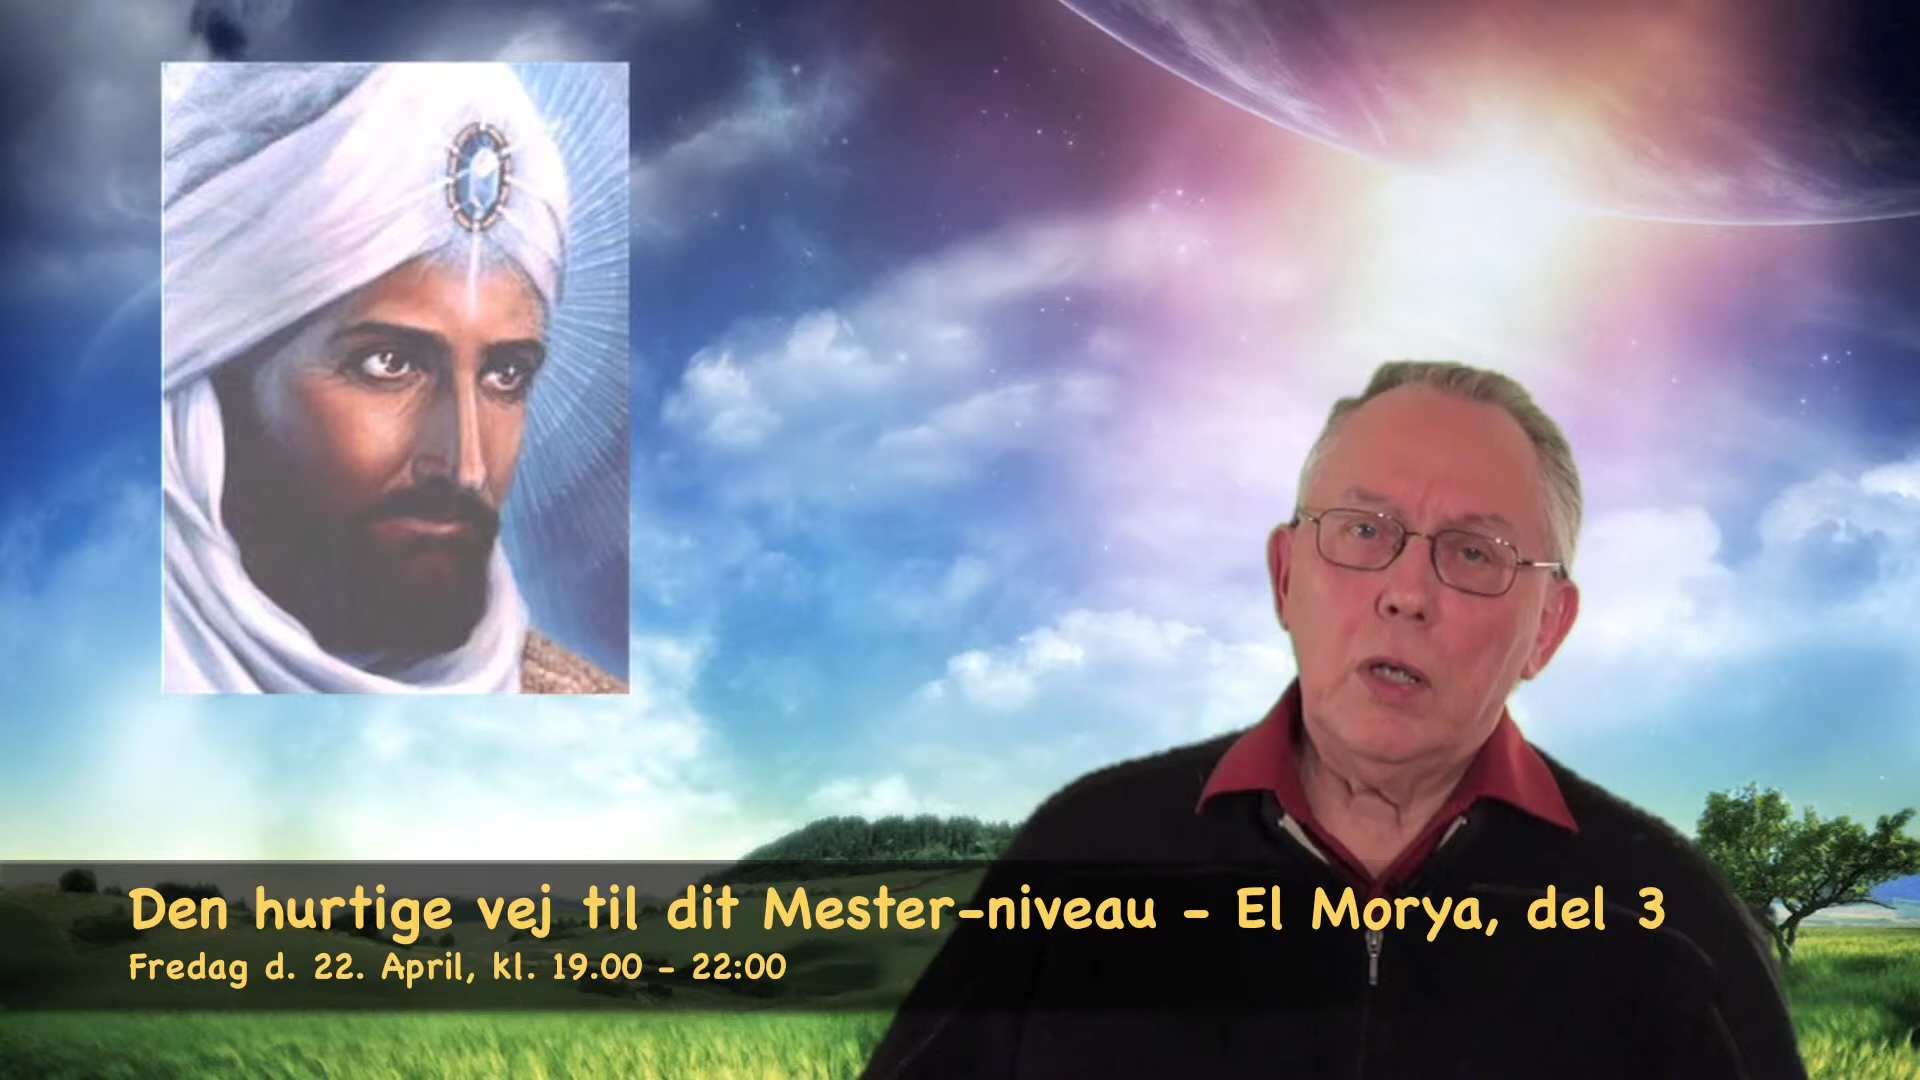 Den hurtige vej til dit Mester-niveau - El Morya, del 3
Fredag d. 22. April, kl. 19.00 - 22:00